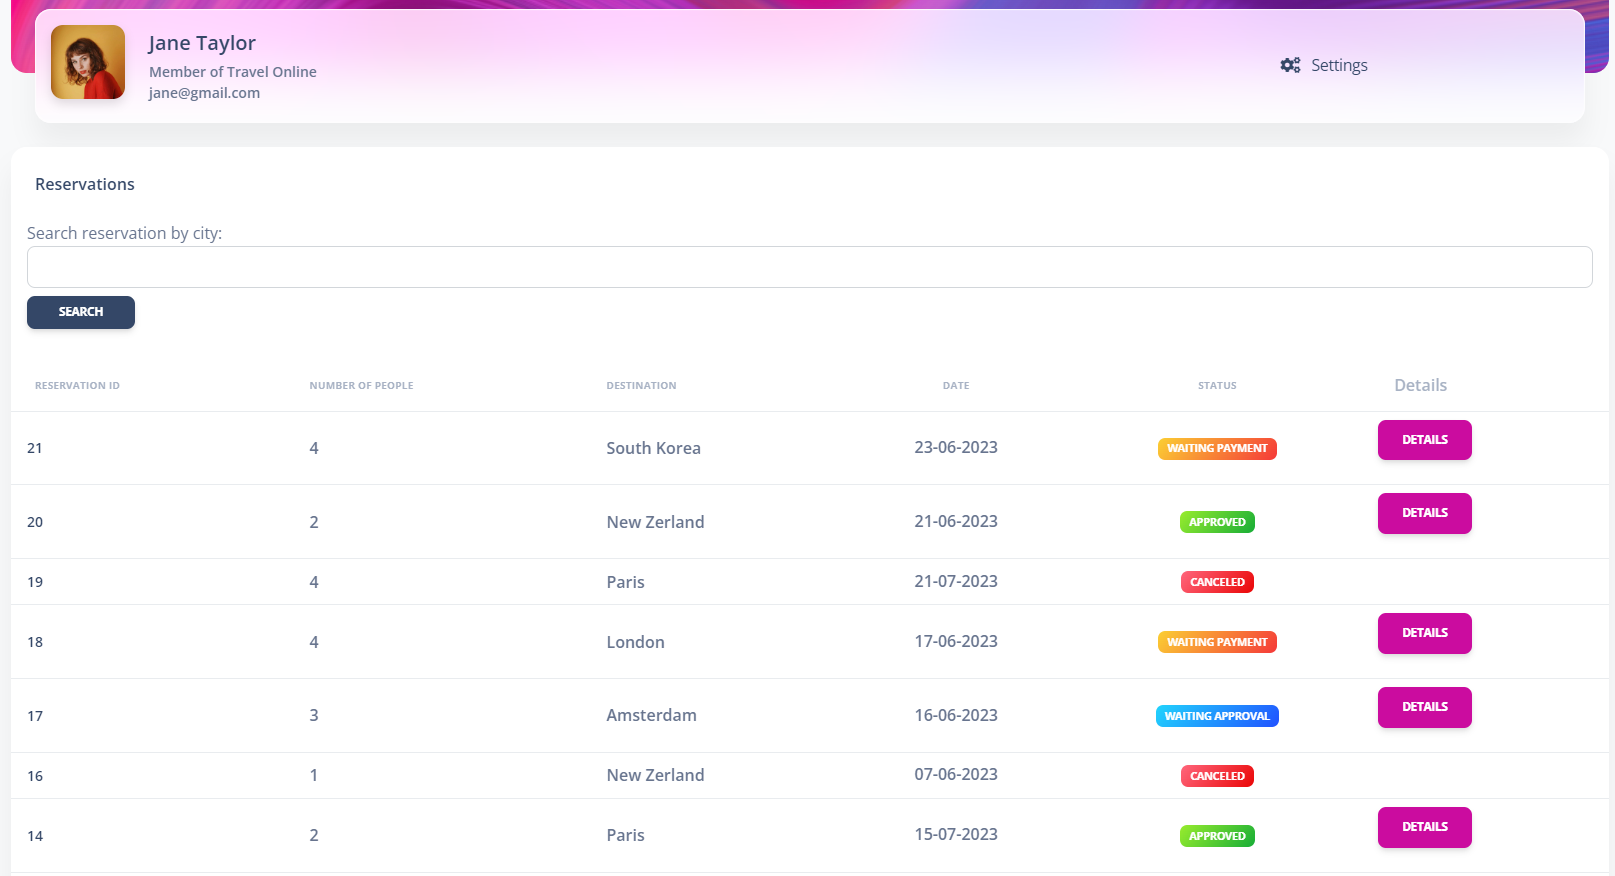 Jane Taylor
Member of Travel Online
jane@gmail.com
Settings
Reservations
Search reservation by city:
SEARCH
RESERVATION ID NUMBER OF PEOPLE DESTINATION DATE STATUS Details
21 4 South Korea 23-06-2023 WAITING PAYMENT DETAILS
20 2 New Zerland 21-06-2023 APPROVED DETAILS
19 4 Paris 21-07-2023 CANCELED
18 4 London 17-06-2023 WAITING PAYMENT DETAILS
17 3 Amsterdam 16-06-2023 WAITING APPROVAL DETAILS
16 1 New Zerland 07-06-2023 CANCELED
14 2 Paris 15-07-2023 APPROVED DETAILS